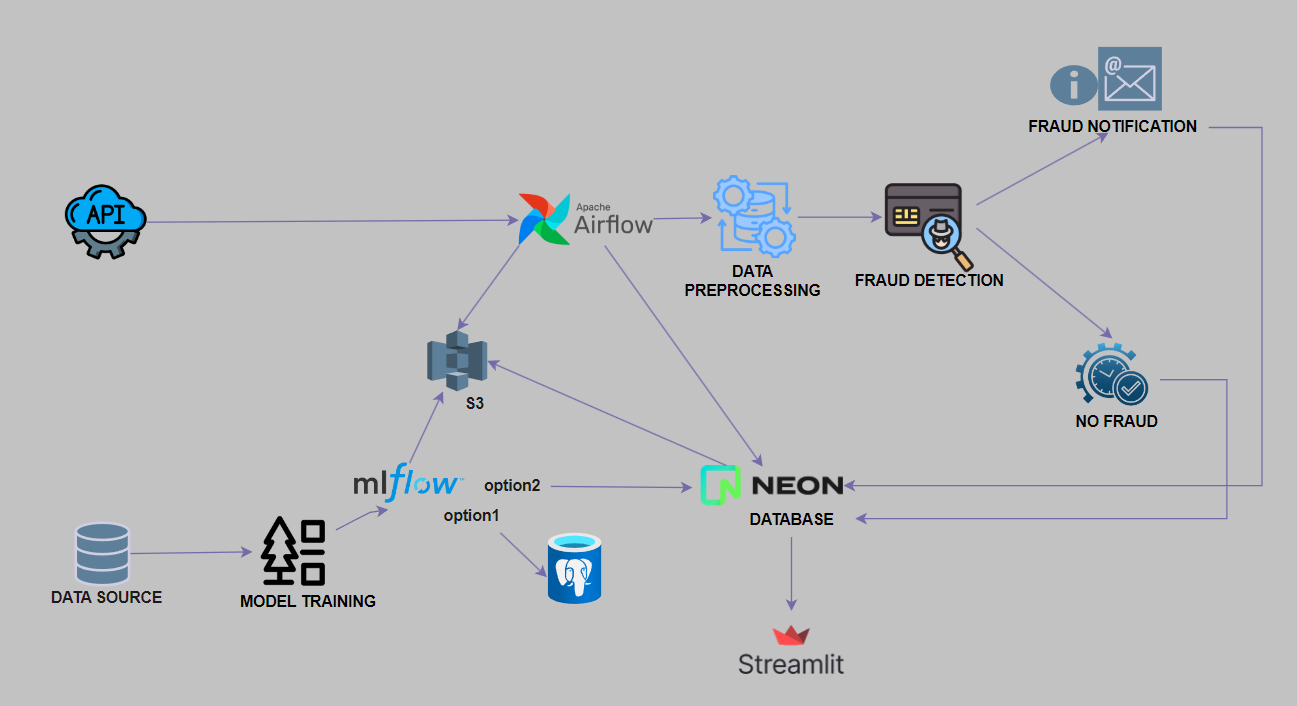 @
i
FRAUD NOTIFICATION
API
Apache
Airflow
DATA
PREPROCESSING
FRAUD DETECTION
S3
NO FRAUD
mlflow™
option2
NEON
option1
DATABASE
DATA SOURCE
MODEL TRAINING
Streamlit